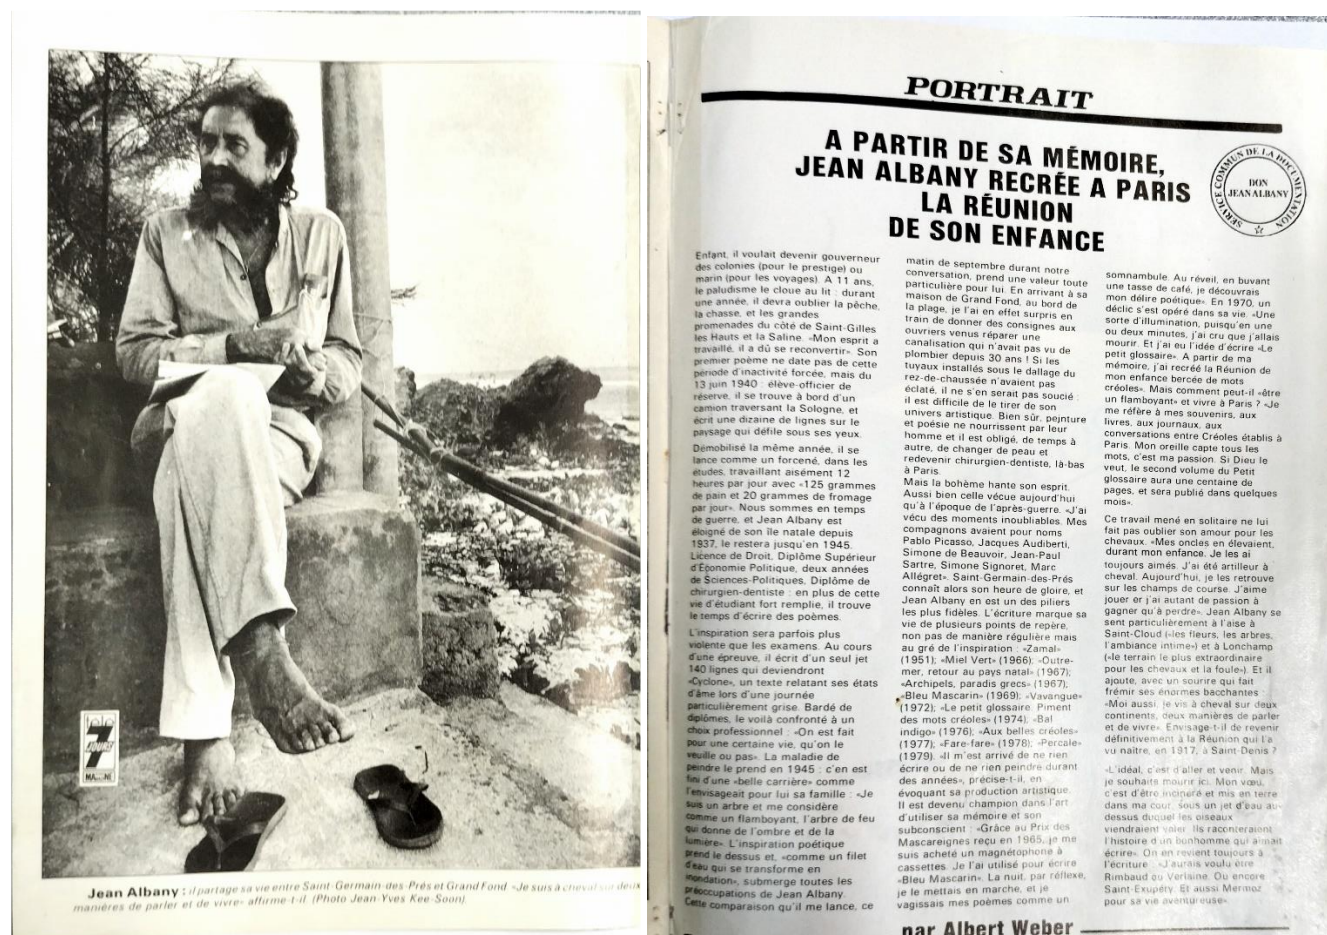 Télé
7
JOURS
Jean Albany : il partage sa vie entre Saint-Germain-des-Prés et Grand Fond. «Je suis à cheval sur deux
manières de parler et de vivre» affirme-t-il. (Photo Jean-Yves Kee-Soon).
PORTRAIT
A PARTIR DE SA MÉMOIRE,
JEAN ALBANY RECRÉE A PARIS
LA RÉUNION
DE SON ENFANCE
SERVICE COMMUN DE LA DOCUMENTATION
DON
JEAN ALBANY
Enfant, il voulait devenir gouverneur
des colonies (pour le prestige) ou
marin (pour les voyages). A 11 ans,
le paludisme le cloue au lit : durant
une année, il devra oublier la pêche,
la chasse, et les grandes
promenades du côté de Saint-Gilles
les Hauts et la Saline. «Mon esprit a
travaillé, il a dû se reconvertir». Son
premier poème ne date pas de cette
période d'inactivité forcée, mais du
13 juin 1940 : élève-officier de
réserve, il se trouve à bord d'un
camion traversant la Sologne, et
écrit une dizaine de lignes sur le
paysage qui défile sous ses yeux.
Démobilisé la même année, il se
lance comme un forcené, dans les
études, travaillant aisément 12
heures par jour avec «125 grammes
de pain et 20 grammes de fromage
par jour». Nous sommes en temps
de guerre, et Jean Albany est
éloigné de son île natale depuis
1937, le restera jusqu'en 1945.
Licence de Droit, Diplôme Supérieur
d'Économie Politique, deux années
de Sciences-Politiques, Diplôme de
chirurgien-dentiste : en plus de cette
vie d'étudiant fort remplie, il trouve
le temps d'écrire des poèmes.
L'inspiration sera parfois plus
violente que les examens. Au cours
d'une épreuve, il écrit d'un seul jet
140 lignes qui deviendront
«Cyclone», un texte relatant ses états
d'âme lors d'une journée
particulièrement grise. Bardé de
diplômes, le voilà confronté à un
choix professionnel : «On est fait
pour une certaine vie, qu'on le
veuille ou pas». La maladie de
peindre le prend en 1945 : c'en est
fini d'une «belle carrière» comme
l'envisageait pour lui sa famille : «Je
suis un arbre et me considère
comme un flamboyant, l'arbre de feu
qui donne de l'ombre et de la
lumière». L'inspiration poétique
prend le dessus et, «comme un filet
d'eau qui se transforme en
inondation», submerge toutes les
préoccupations de Jean Albany.
Cette comparaison qu'il me lance, ce
matin de septembre durant notre
conversation, prend une valeur toute
particulière pour lui. En arrivant à sa
maison de Grand Fond, au bord de
la plage, je l'ai en effet surpris en
train de donner des consignes aux
ouvriers venus réparer une
canalisation qui n'avait pas vu de
plombier depuis 30 ans ! Si les
tuyaux installés sous le dallage du
rez-de-chaussée n'avaient pas
éclaté, il ne s'en serait pas soucié :
il est difficile de le tirer de son
univers artistique. Bien sûr, peinture
et poésie ne nourrissent par leur
homme et il est obligé, de temps à
autre, de changer de peau et
redevenir chirurgien-dentiste, là-bas
à Paris.
Mais la bohème hante son esprit.
Aussi bien celle vécue aujourd'hui
qu'à l'époque de l'après-guerre. «J'ai
vécu des moments inoubliables. Mes
compagnons avaient pour noms
Pablo Picasso, Jacques Audiberti,
Simone de Beauvoir, Jean-Paul
Sartre, Simone Signoret, Marc
Allégret». Saint-Germain-des-Prés
connaît alors son heure de gloire, et
Jean Albany en est un des piliers
les plus fidèles. L'écriture marque sa
vie de plusieurs points de repère,
non pas de manière régulière mais
au gré de l'inspiration : «Zamal»
(1951); «Miel Vert» (1966); «Outre-
mer, retour au pays natal» (1967);
«Archipels, paradis grecs» (1967);
«Bleu Mascarin» (1969); «Vavangue»
(1972); «Le petit glossaire. Piment
des mots créoles» (1974); «Bal
indigo» (1976); «Aux belles créoles»
(1977); «Fare-fare» (1978); «Percale»
(1979). «Il m'est arrivé de ne rien
écrire ou de ne rien peindre durant
des années», précise-t-il, en
évoquant sa production artistique.
Il est devenu champion dans l'art
d'utiliser sa mémoire et son
subconscient : «Grâce au Prix des
Mascareignes reçu en 1965, je me
suis acheté un magnétophone à
cassettes. Je l'ai utilisé pour écrire
«Bleu Mascarin». La nuit, par réflexe,
je le mettais en marche, et je
vagissais mes poèmes comme un
somnambule. Au réveil, en buvant
une tasse de café, je découvrais
mon délire poétique». En 1970, un
déclic s'est opéré dans sa vie. «Une
sorte d'illumination, puisqu'en une
ou deux minutes, j'ai cru que j'allais
mourir. Et j'ai eu l'idée d'écrire «Le
petit glossaire». A partir de ma
mémoire, j'ai recréé la Réunion de
mon enfance bercée de mots
créoles». Mais comment peut-il «être
un flamboyant» et vivre à Paris ? «Je
me réfère à mes souvenirs, aux
livres, aux journaux, aux
conversations entre Créoles établis à
Paris. Mon oreille capte tous les
mots, c'est ma passion. Si Dieu le
veut, le second volume du Petit
glossaire aura une centaine de
pages, et sera publié dans quelques
mois».
Ce travail mené en solitaire ne lui
fait pas oublier son amour pour les
chevaux. «Mes oncles en élevaient,
durant mon enfance. Je les ai
toujours aimés. J'ai été artilleur à
cheval. Aujourd'hui, je les retrouve
sur les champs de course. J'aime
jouer er j'ai autant de passion à
gagner qu'à perdre». Jean Albany se
sent particulièrement à l'aise à
Saint-Cloud («les fleurs, les arbres,
l'ambiance intime») et à Lonchamp
(«le terrain le plus extraordinaire
pour les chevaux et la foule»). Et il
ajoute, avec un sourire qui fait
frémir ses énormes bacchantes :
«Moi aussi, je vis à cheval sur deux
continents, deux manières de parler
et de vivre». Envisage-t-il de revenir
définitivement à la Réunion qui l'a
vu naître, en 1917, à Saint-Denis ?
«L'idéal, c'est d'aller et venir. Mais
je souhaite mourir ici. Mon vœu,
c'est d'être incinéré et mis en terre
dans ma cour, sous un jet d'eau au-
dessus duquel les oiseaux
viendraient voler. Ils raconteraient
l'histoire d'un bonhomme qui aimait
écrire». On en revient toujours à
l'écriture : «J'aurais voulu être
Rimbaud ou Verlaine. Ou encore
Saint-Exupéry. Et aussi Mermoz
pour sa vie aventureuse».
par Albert Weber